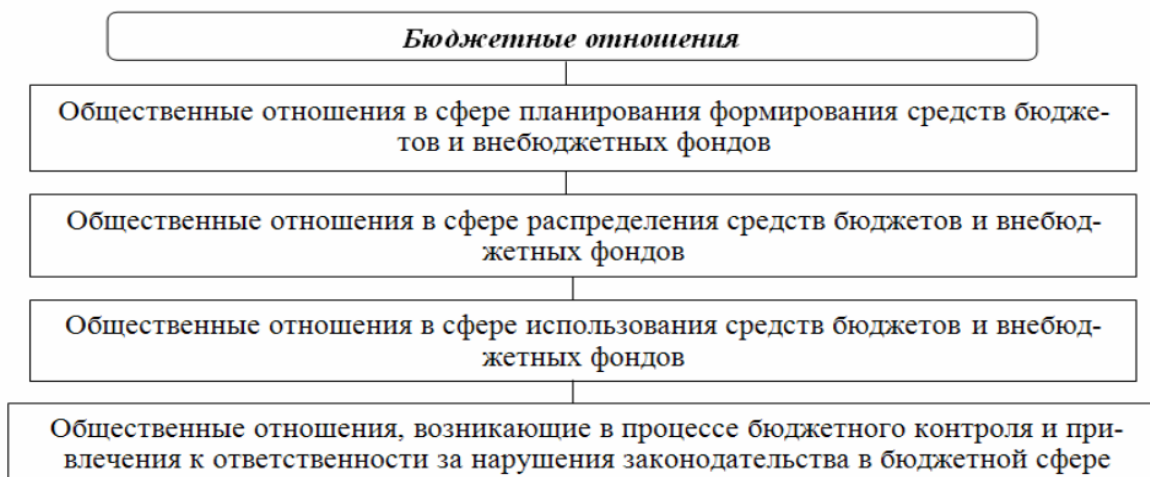 Бюджетные отношения
Общественные отношения в сфере планирования формирования средств бюдже-
тов и внебюджетных фондов
Общественные отношения в сфере распределения средств бюджетов и внебюд-
жетных фондов
Общественные отношения в сфере использования средств бюджетов и внебюд-
жетных фондов
Общественные отношения, возникающие в процессе бюджетного контроля и при-
влечения к ответственности за нарушения законодательства в бюджетной сфере